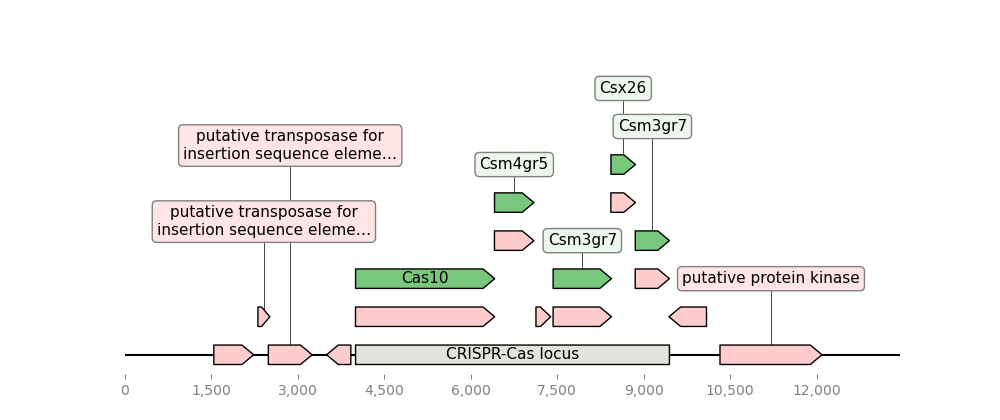 Csx26
Csm3gr7
putative transposase for
insertion sequence eleme…
Csm4gr5
putative transposase for
insertion sequence eleme…
Csm3gr7
Cas10
putative protein kinase
CRISPR-Cas locus
0 1,500 3,000 4,500 6,000 7,500 9,000 10,500 12,000